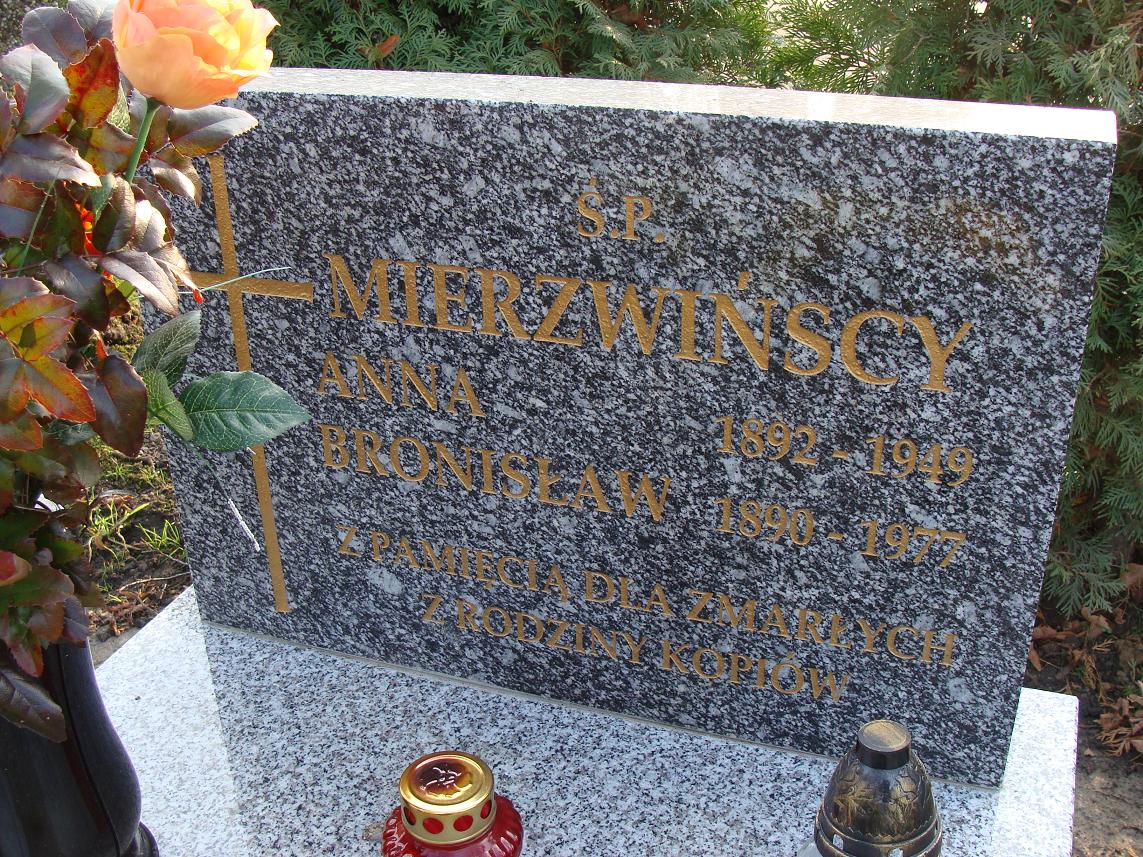 Ś.P.
MIERZWIŃSCY
ANNA 1892 - 1949
BRONISŁAW 1890 - 1977
Z PAMIĘCIĄ DLA ZMARŁYCH
Z RODZINY KOPIÓW